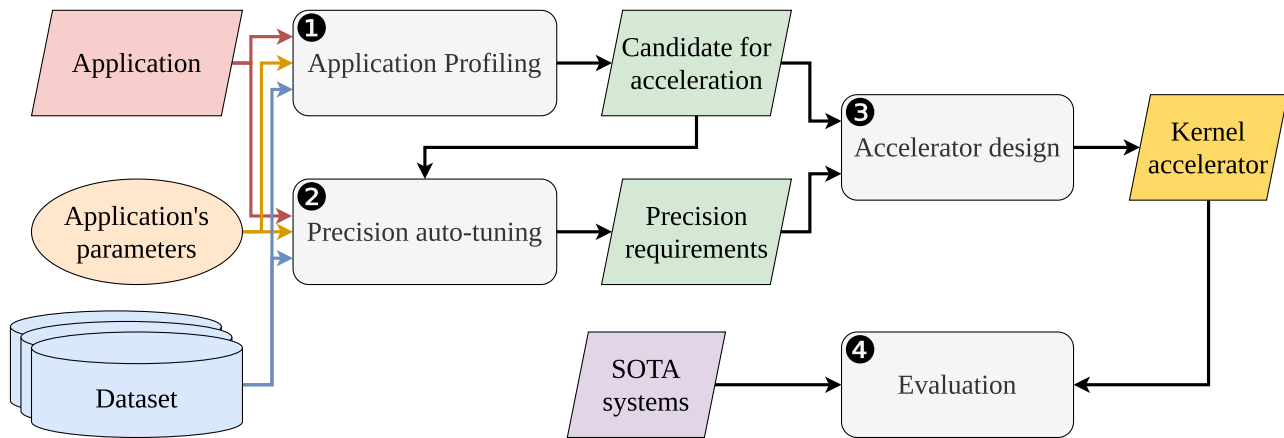 Application
❶
Application Profiling
Candidate for
acceleration
❸
Accelerator design
Kernel
accelerator
Application's
parameters
❷
Precision auto-tuning
Precision
requirements
Dataset
SOTA
systems
❹
Evaluation